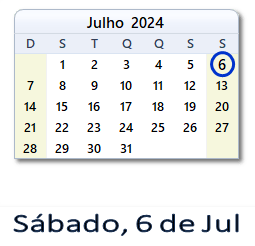 Julho 2024
D S T Q Q S S
1 2 3 4 5 6
7 8 9 10 11 12 13
14 15 16 17 18 19 20
21 22 23 24 25 26 27
28 29 30 31
Sábado, 6 de Jul